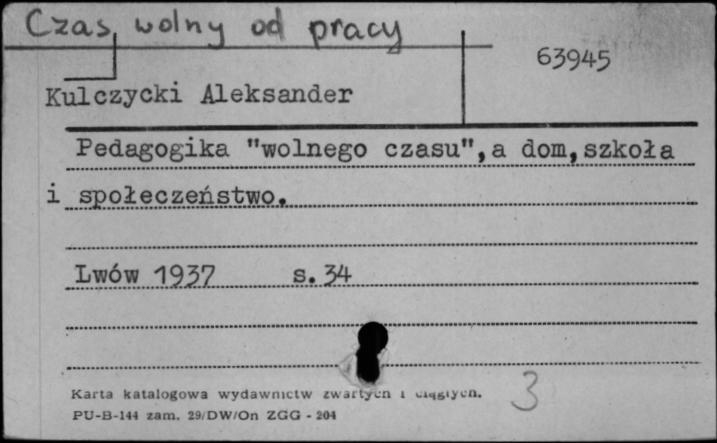 Czas wolny od pracy
63945
Kulczycki Aleksander
Pedagogika "wolnego czasu",a dom,szkoła
i społeczeństwo.
Lwów 1937 s.34
Karta katalogowa wydawnictw zwartych i ciągłych.
3
PU-B-144 zam. 29/DW/On ZGG - 204